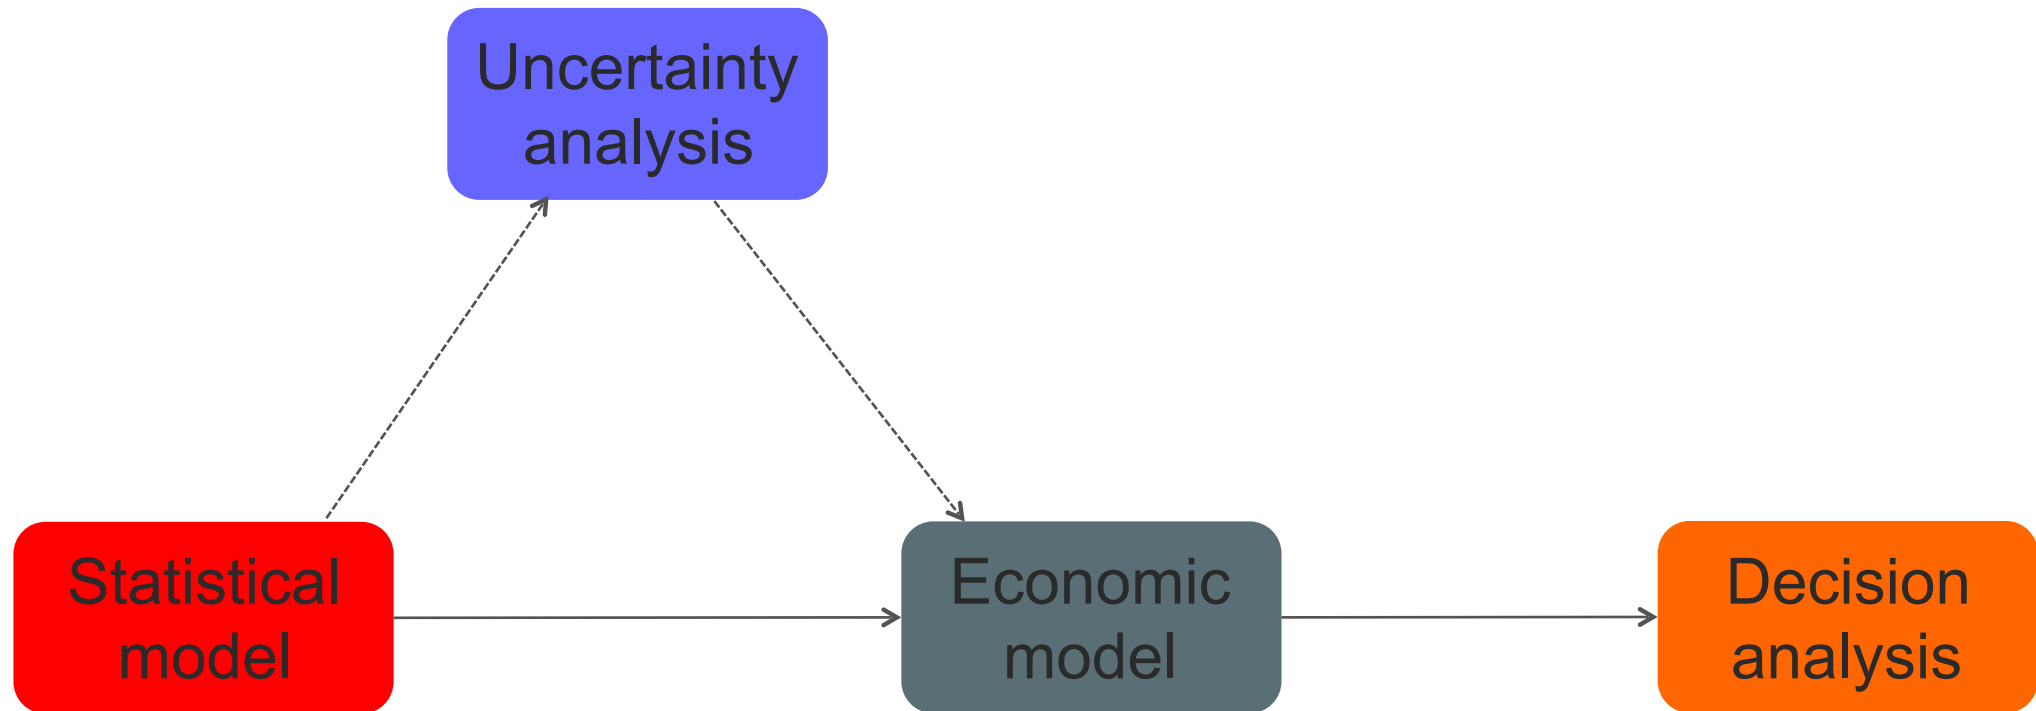 Uncertainty
analysis
Statistical
model
Economic
model
Decision
analysis